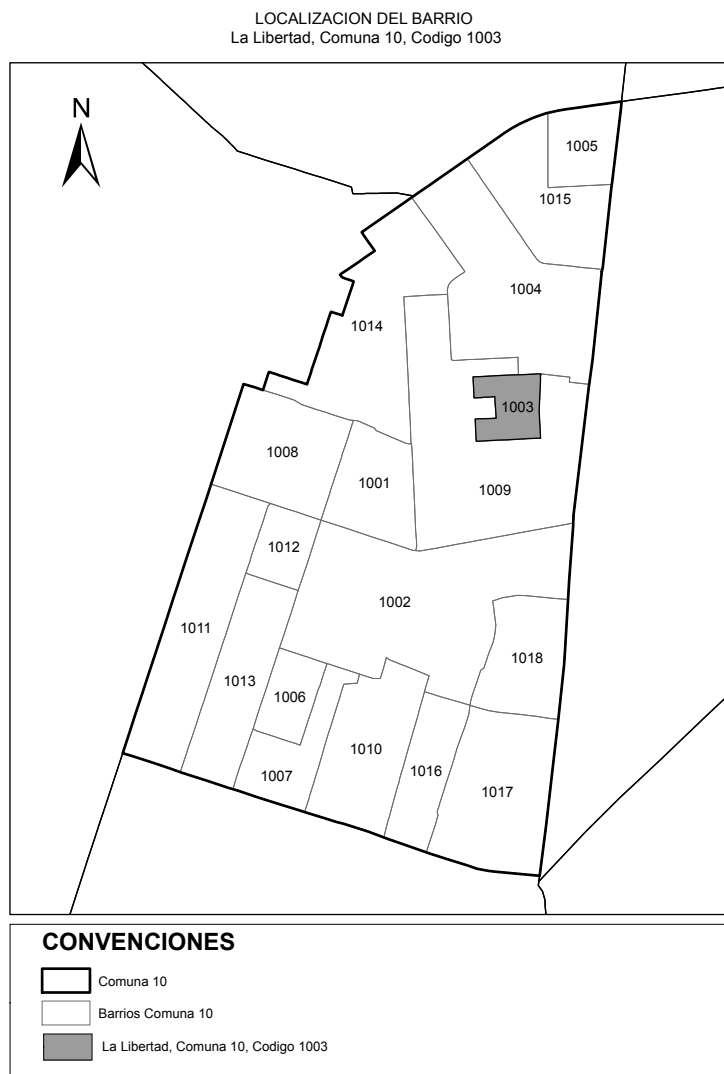 LOCALIZACION DEL BARRIO
La Libertad, Comuna 10, Codigo 1003
N
1005
1015
1004
1014
1003
1008
1001
1009
1012
1002
1011
1018
1013
1006
1010
1016
1007
1017
CONVENCIONES
Comuna 10
Barrios Comuna 10
La Libertad, Comuna 10, Codigo 1003